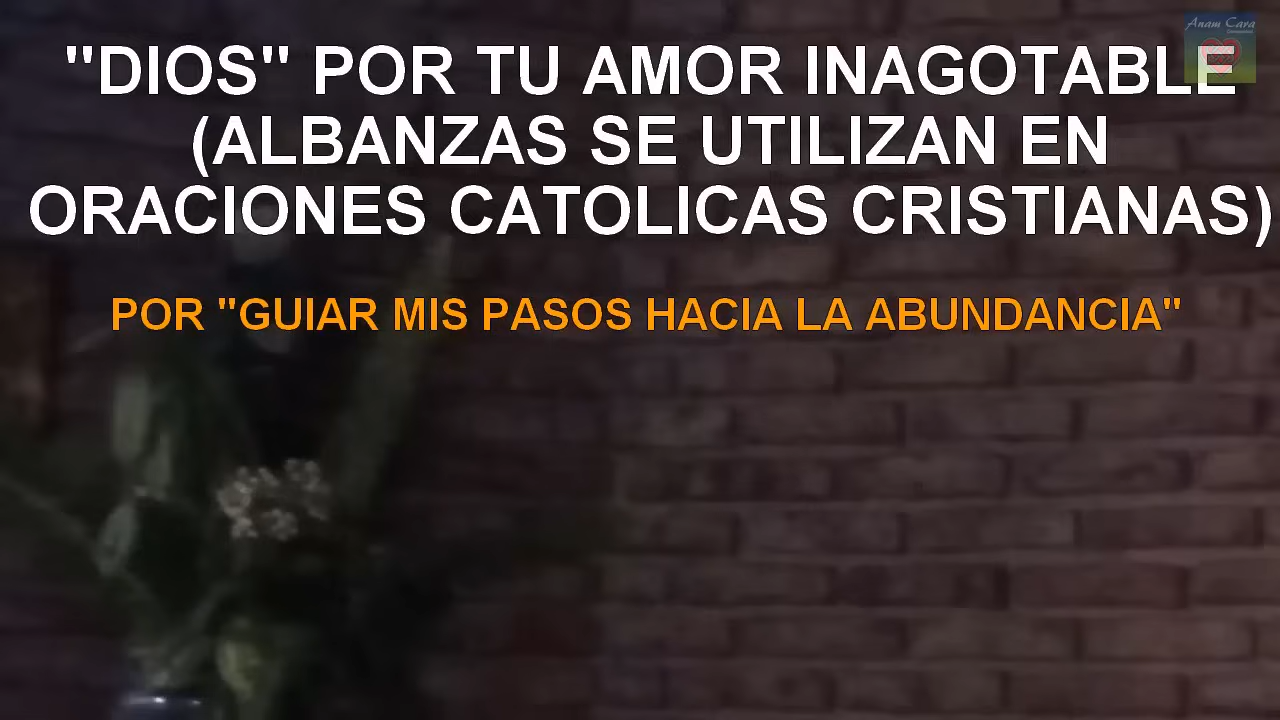 Anam Cara
"DIOS" POR TU AMOR INAGOTABLE
(ALBANZAS SE UTILIZAN EN
ORACIONES CATOLICAS CRISTIANAS)
POR "GUIAR MIS PASOS HACIA LA ABUNDANCIA"